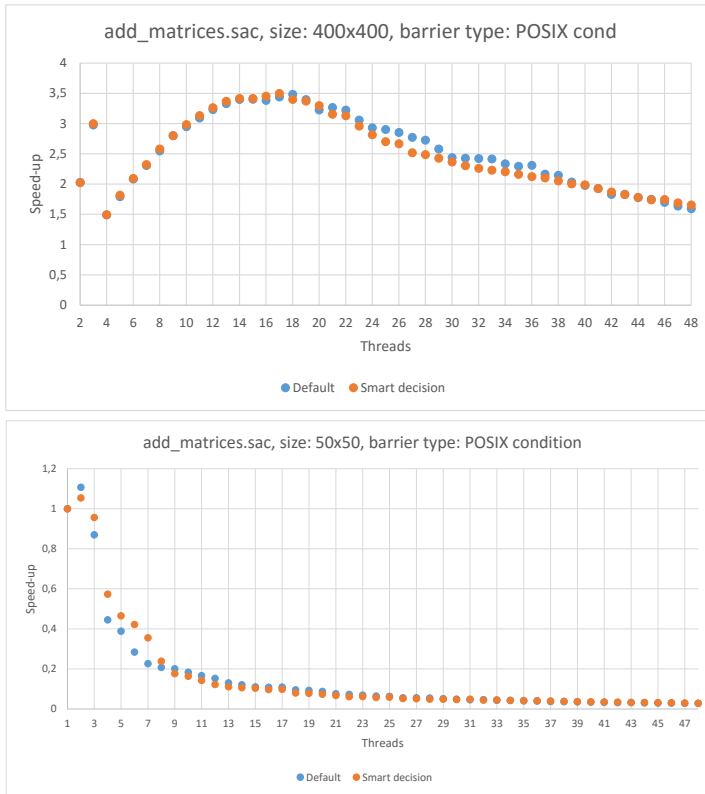 add_matrices.sac, size: 400x400, barrier type: POSIX cond
4
3,5
3
2,5
2
1,5
1
0,5
0
Speed-up
2 4 6 8 10 12 14 16 18 20 22 24 26 28 30 32 34 36 38 40 42 44 46 48
Threads
Default Smart decision
add_matrices.sac, size: 50x50, barrier type: POSIX condition
1,2
1
0,8
0,6
0,4
0,2
0
Speed-up
1 3 5 7 9 11 13 15 17 19 21 23 25 27 29 31 33 35 37 39 41 43 45 47
Threads
Default Smart decision